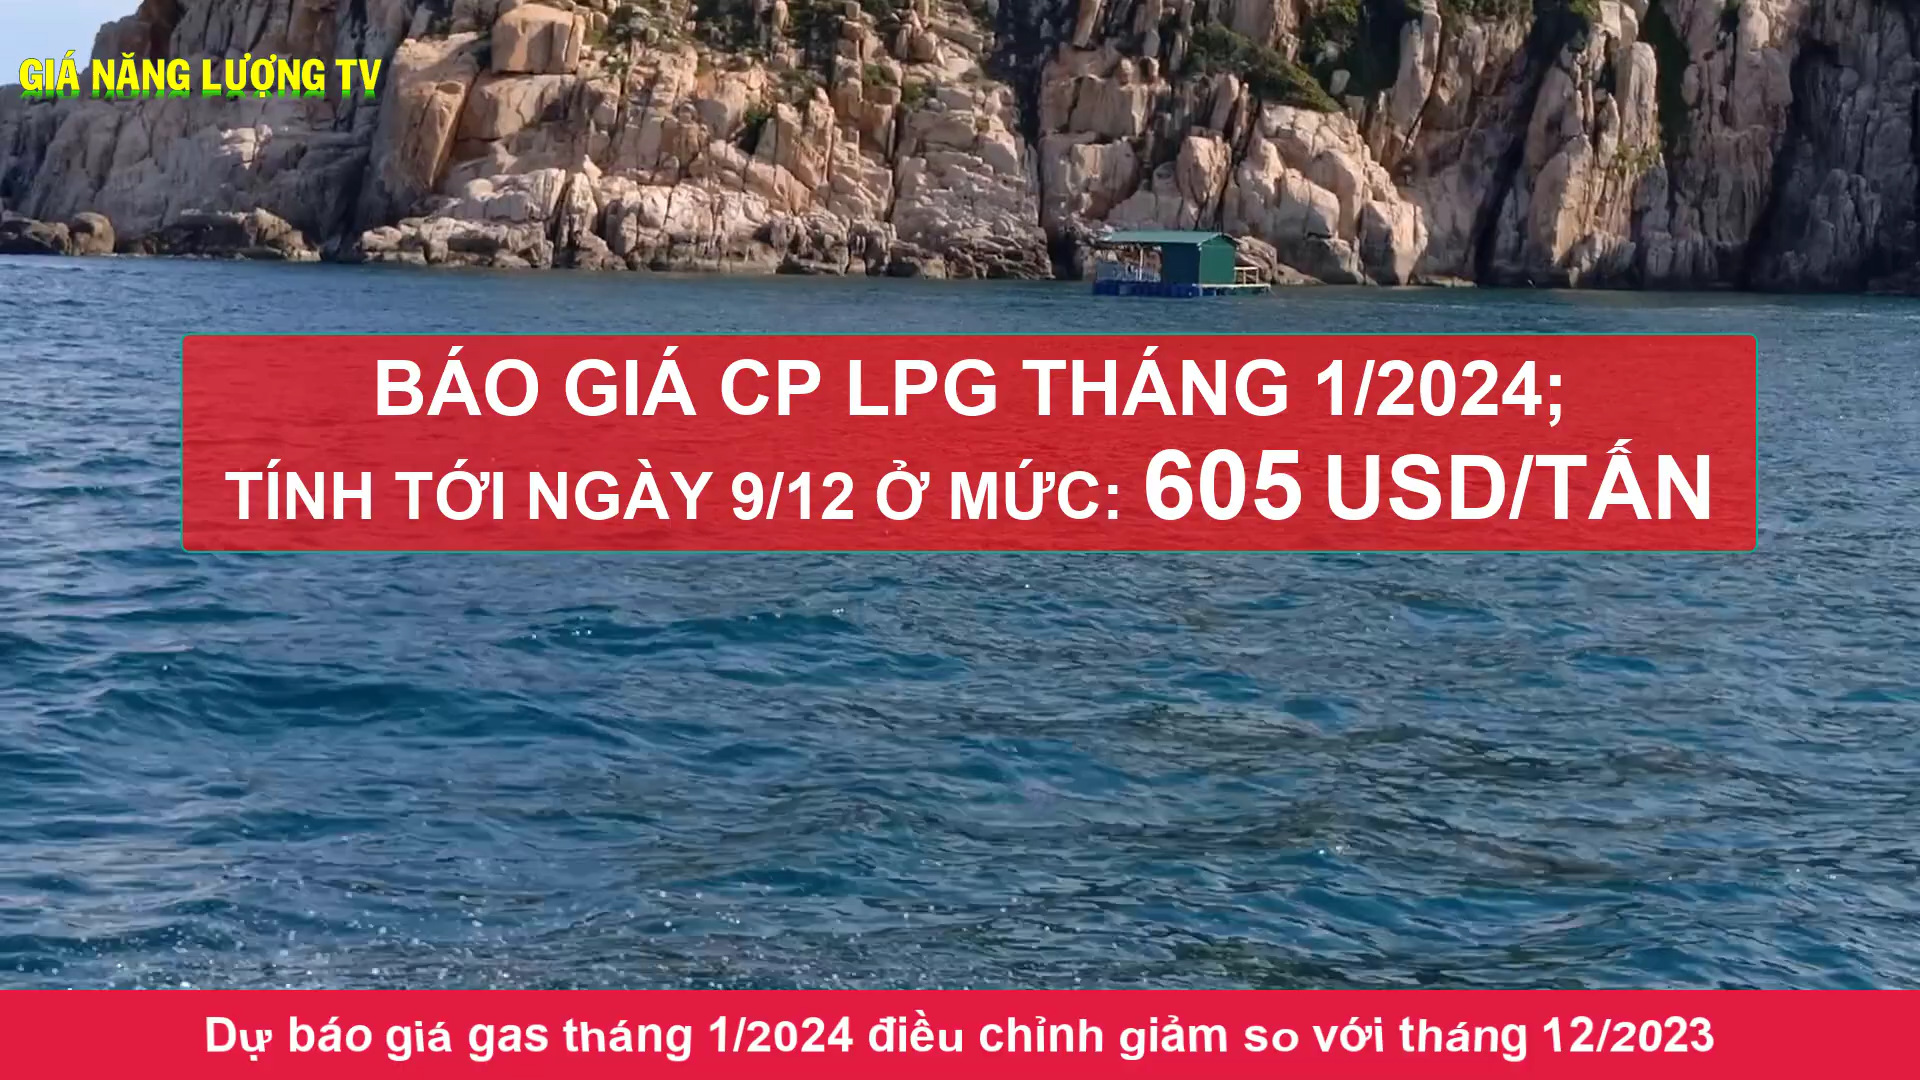 GIÁ NĂNG LƯỢNG TV
BÁO GIÁ CP LPG THÁNG 1/2024;
TÍNH TỚI NGÀY 9/12 Ở MỨC: 605 USD/TẤN
Dự báo giá gas tháng 1/2024 điều chỉnh giảm so với tháng 12/2023